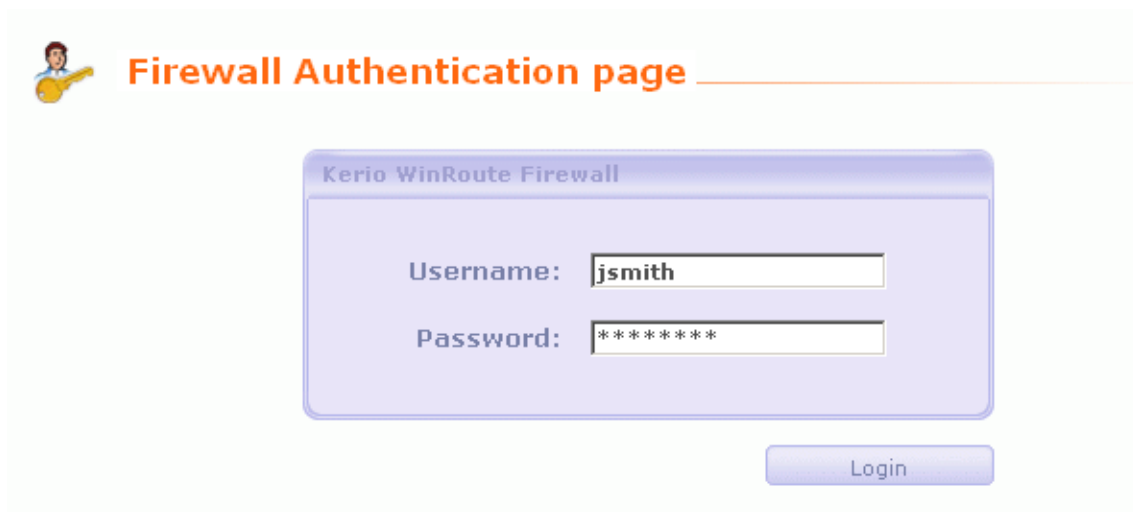 Firewall Authentication page
Kerio WinRoute Firewall
Username: jsmith
Password: ********
Login